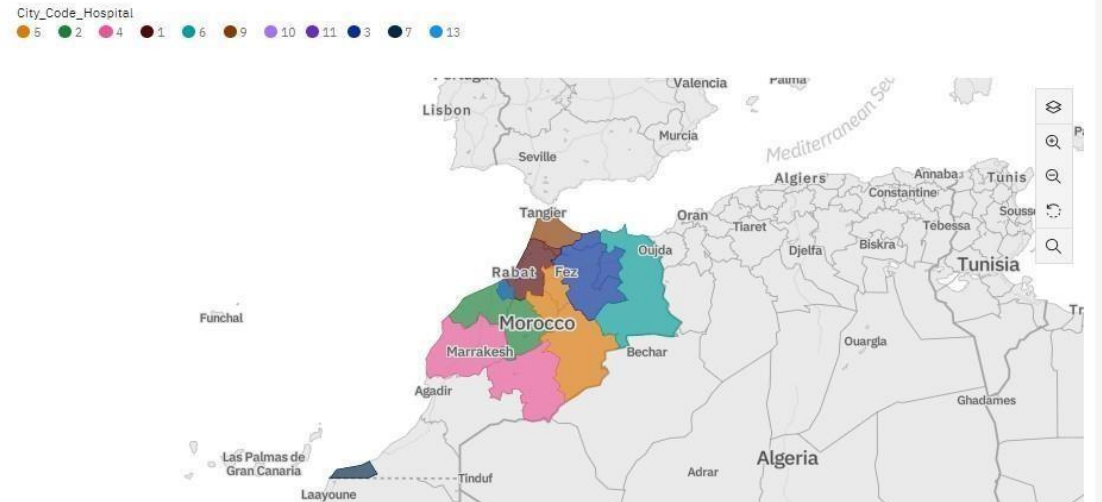 City_Code_Hospital
5 2 4 1 6 9 10 11 3 7 13
Valencia
Palma
Lisbon
Murcia
Mediterranean Sea
Seville
Algiers
Annaba
Tunis
Constantine
Tangier
Oran
Sousse
Tiaret
Tébessa
Oujda
Djelfa
Biskra
Rabat
Fez
Tunisia
Funchal
Morocco
Marrakesh
Bechar
Ouargla
Agadir
Ghadames
Las Palmas de
Gran Canaria
Algeria
Adrar
Tinduf
Laayoune